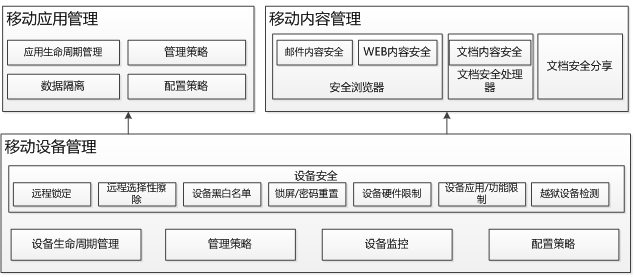 移动应用管理
应用生命周期管理
管理策略
数据隔离
配置策略
移动内容管理
邮件内容安全
WEB内容安全
安全浏览器
文档内容安全
文档安全处理
器
文档安全分享
移动设备管理
设备安全
远程锁定
远程选择性擦
除
设备黑白名单
锁屏/密码重置
设备硬件限制
设备应用/功能限
制
越狱设备检测
设备生命周期管理
管理策略
设备监控
配置策略